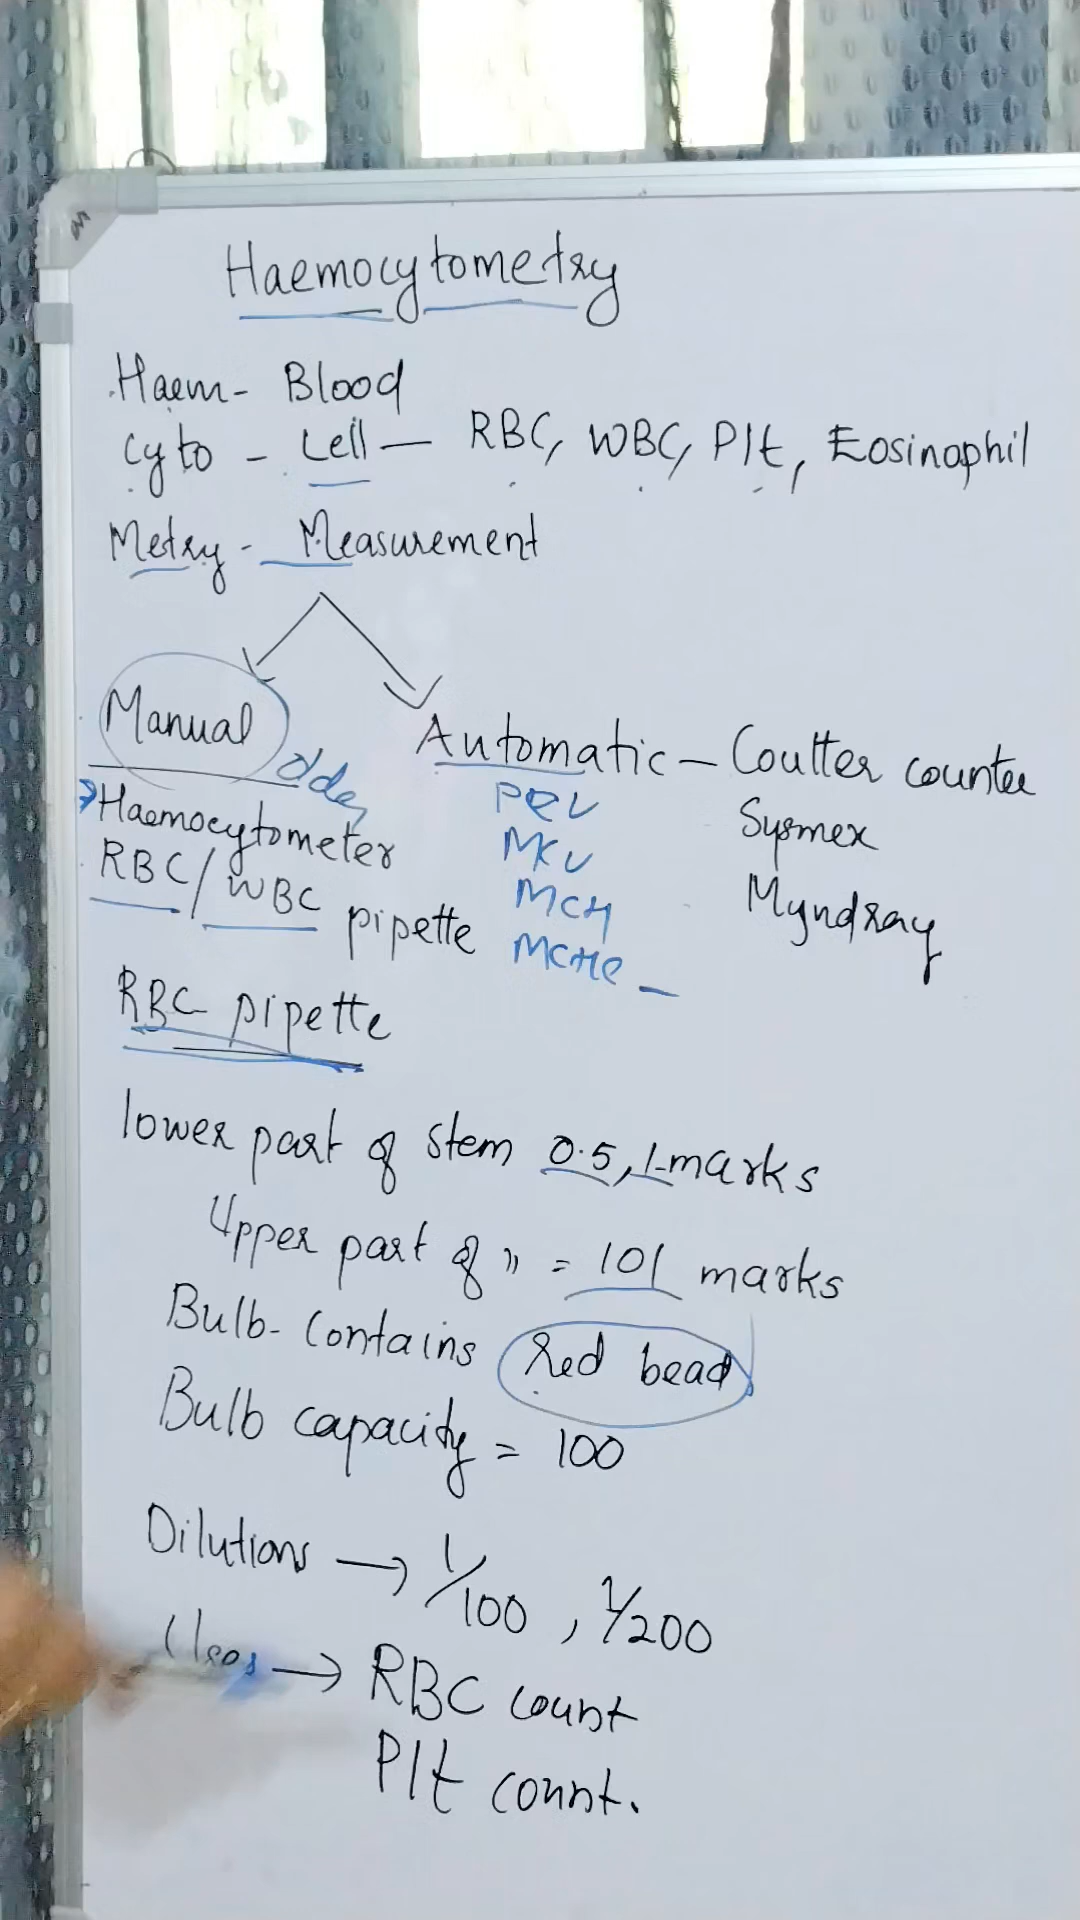 Haemocytometry
Haem - Blood
Cyto - Cell - RBC, WBC, Plt, Eosinophil
Metry - Measurement
Manual
Automatic - Coulter counter
older
PCV
Sysmex
Haemocytometer
MCV
RBC/WBC pipette
MCH
Myndray
MCHC
RBC pipette
lower part of stem 0.5, 1 marks
Upper part of " = 101 marks
Bulb - contains Red bead
Bulb capacity = 100
Dilutions → 1/100, 1/200
Uses → RBC count
Plt count.